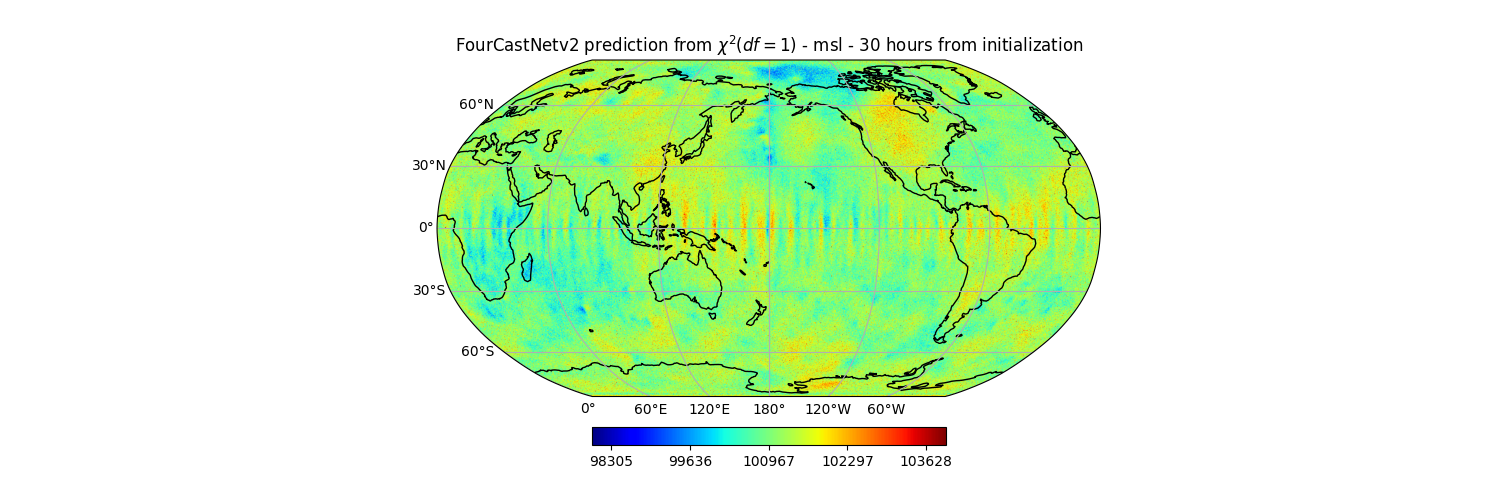 FourCastNetv2 prediction from χ²(df = 1) - msl - 30 hours from initialization
60°N
30°N
0°
30°S
60°S
0° 60°E 120°E 180° 120°W 60°W
98305 99636 100967 102297 103628